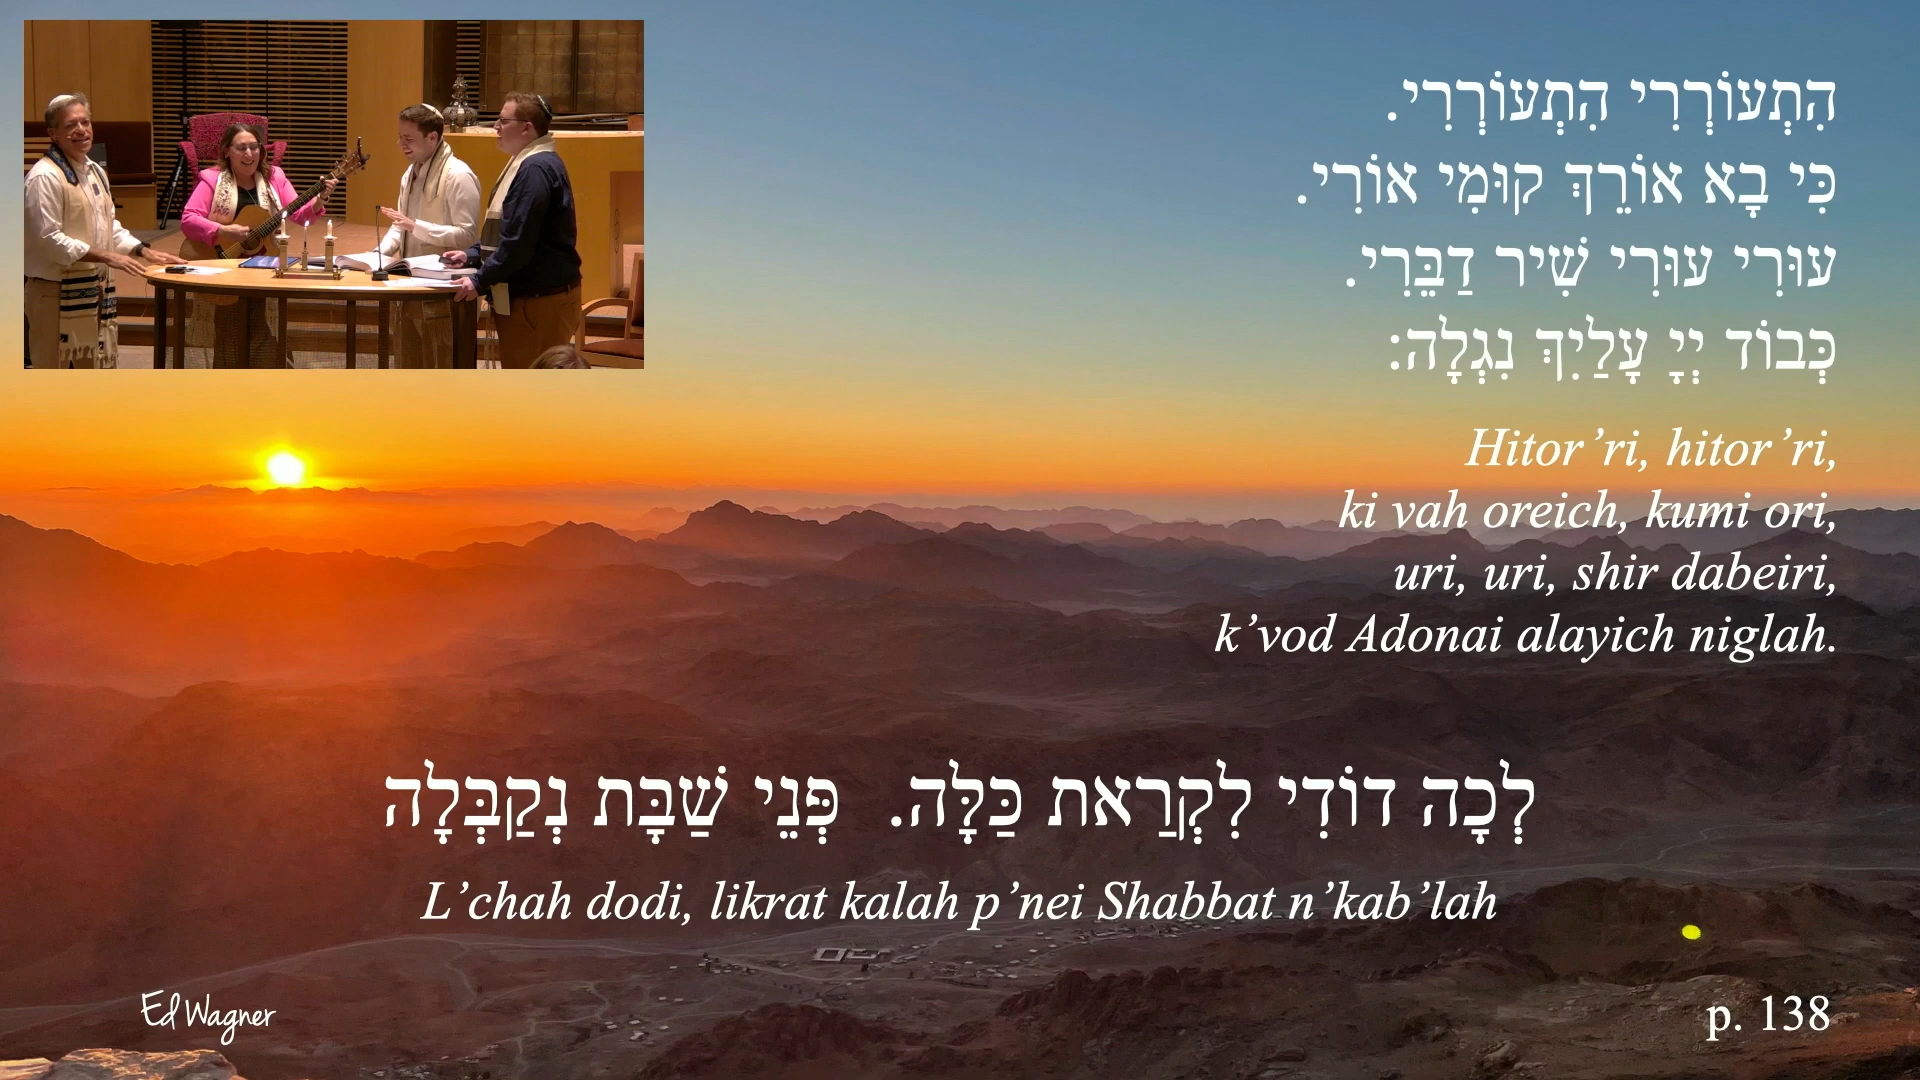 הִתְעוֹרְרִי הִתְעוֹרְרִי.
כִּי בָא אוֹרֵךְ קוּמִי אוֹרִי.
עוּרִי עוּרִי שִׁיר דַבֵּרִי.
כְּבוֹד יְיָ עָלַיִךְ נִגְלָה:
Hitor’ri, hitor’ri,
ki vah oreich, kumi ori,
uri, uri, shir dabeiri,
k’vod Adonai alayich niglah.
לְכָה דוֹדִי לִקְרַאת כַּלָּה. פְּנֵי שַׁבָּת נְקַבְּלָה
L’chah dodi, likrat kalah p’nei Shabbat n’kab’lah
Ed Wagner
p. 138